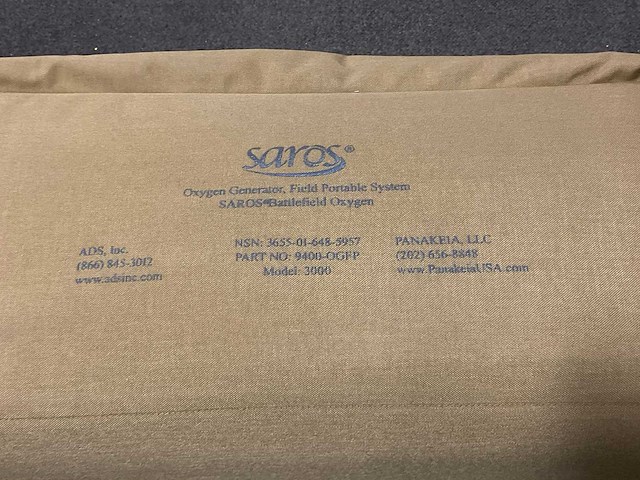 saros®
Oxygen Generator, Field Portable System
SAROS® Battlefield Oxygen
ADS, Inc.
(866) 845-3012
www.adsinc.com
NSN: 3655-01-648-5957
PART NO: 9400-OGFP
Model: 3000
PANAKEIA, LLC
(202) 656-8848
www.PanakeiaUSA.com